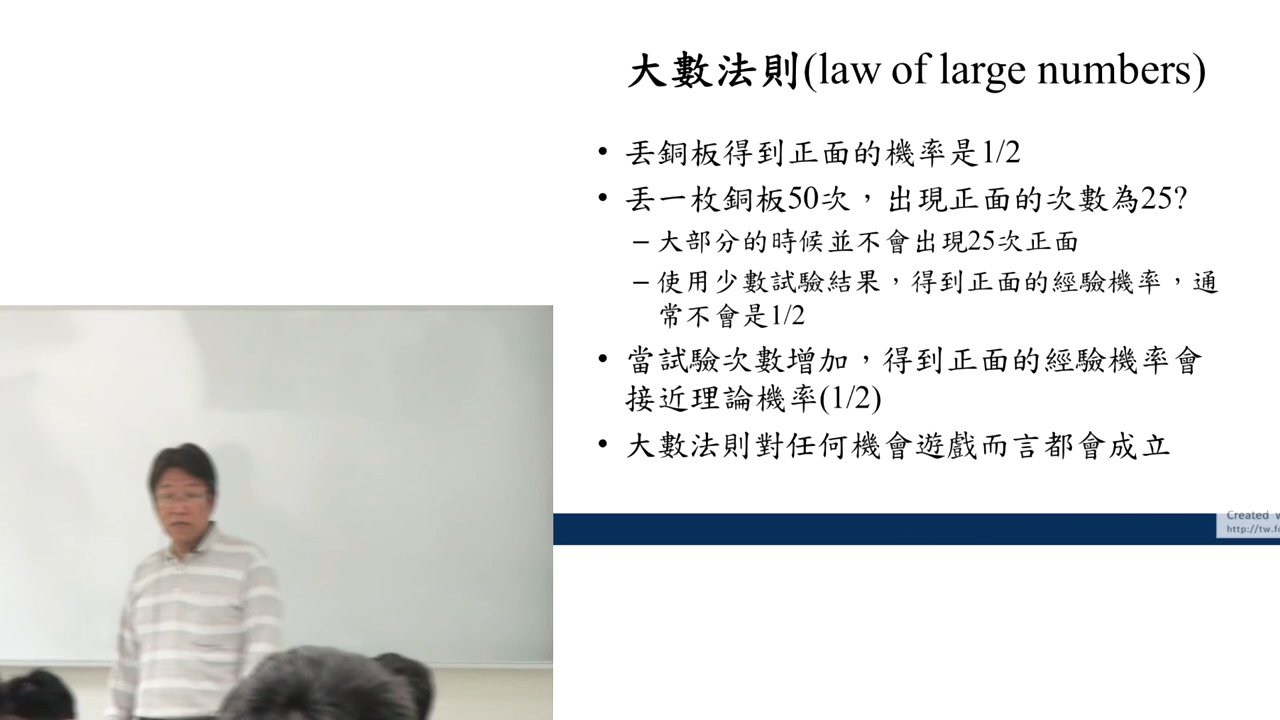 大數法則(law of large numbers)
• 丟銅板得到正面的機率是1/2
• 丟一枚銅板50次，出現正面的次數為25?
– 大部分的時候並不會出現25次正面
– 使用少數試驗結果，得到正面的經驗機率，通
常不會是1/2
• 當試驗次數增加，得到正面的經驗機率會
接近理論機率(1/2)
• 大數法則對任何機會遊戲而言都會成立
Created
http://tw.fo